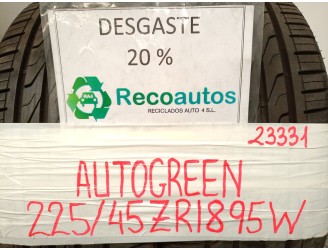 DESGASTE
20 %
Recoautos
RECICLADOS AUTO 4 S.L.
23331
AUTOGREEN
225/45ZR1895W